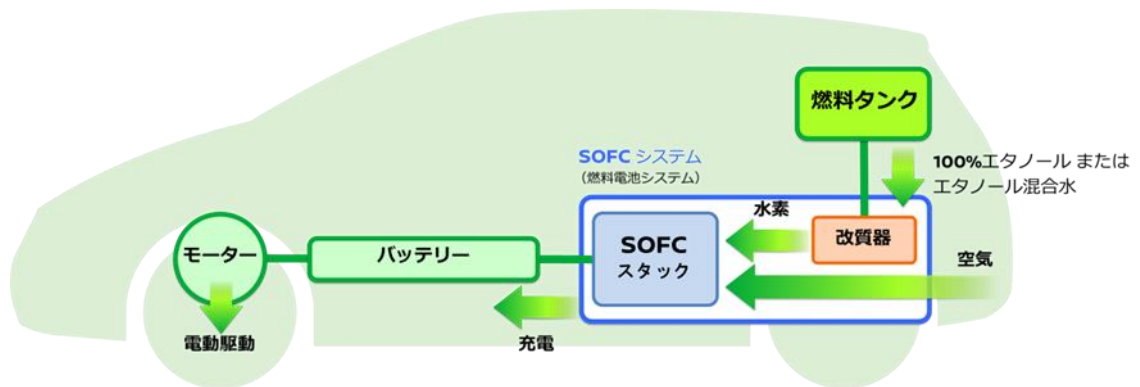 燃料タンク
SOFC システム
（燃料電池システム）
100%エタノール または
エタノール混合水
水素
改質器
SOFC
スタック
モーター
バッテリー
空気
充電
電動駆動